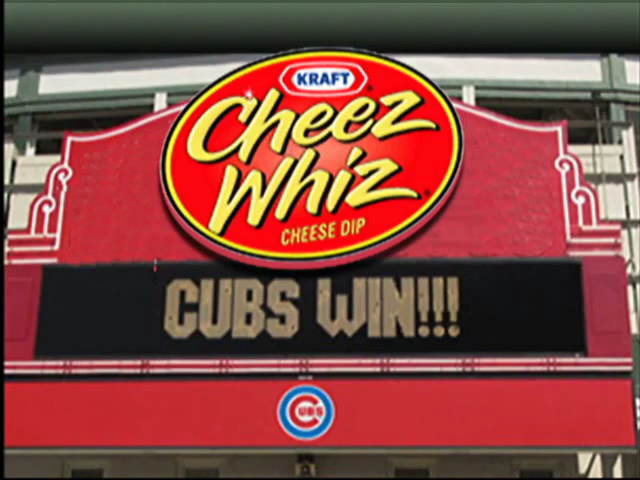 KRAFT
Cheez
Whiz
CHEESE DIP
CUBS WIN!!!
CUBS